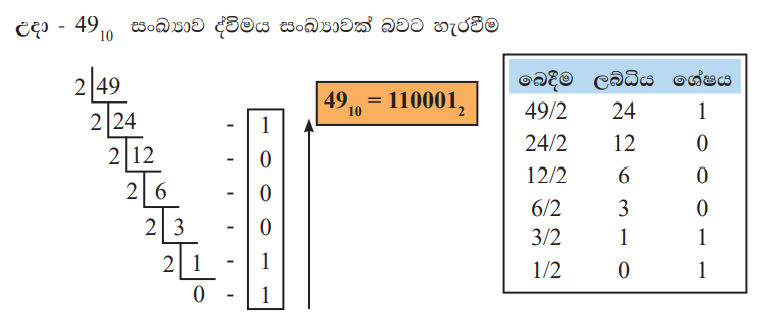 උදා - 49₁₀ සංඛ්‍යාව ද්විමය සංඛ්‍යාවක් බවට හැරවීම
2 49
2 24 - 1
2 12 - 0
2 6 - 0
2 3 - 0
2 1 - 1
0 - 1
49₁₀ = 110001₂
බෙදීම ලබ්ධිය ශේෂය
49/2 24 1
24/2 12 0
12/2 6 0
6/2 3 0
3/2 1 1
1/2 0 1